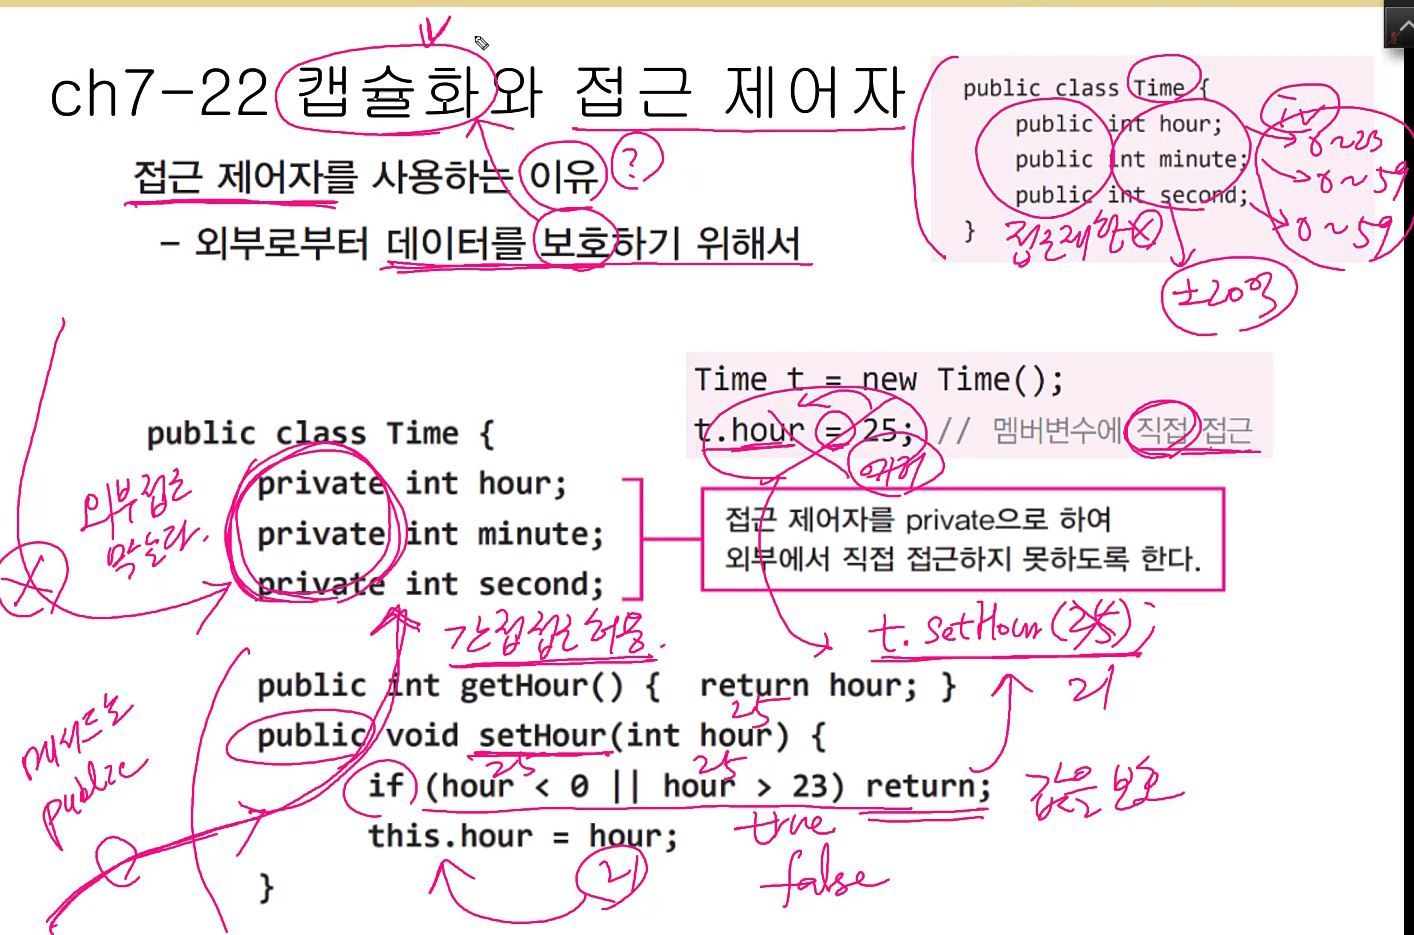 ch7-22 캡슐화와 접근 제어자
접근 제어자를 사용하는 이유 ?
- 외부로부터 데이터를 보호하기 위해서
public class Time {
public int hour;
public int minute;
public int second;
}
iv
0~23
0~59
0~59
접근제한 X
±20억
Time t = new Time();
t.hour = 25; // 멤버변수에 직접 접근
public class Time {
private int hour;
private int minute;
private int second;
외부접근
막는다.
접근 제어자를 private으로 하여
외부에서 직접 접근하지 못하도록 한다.
간접접근허용.
t.setHour(25);
21
public int getHour() { return hour; }
25
public void setHour(int hour) {
25 25
if (hour < 0 || hour > 23) return;
값을 보호
true
this.hour = hour;
false
21
}
메서드는
public